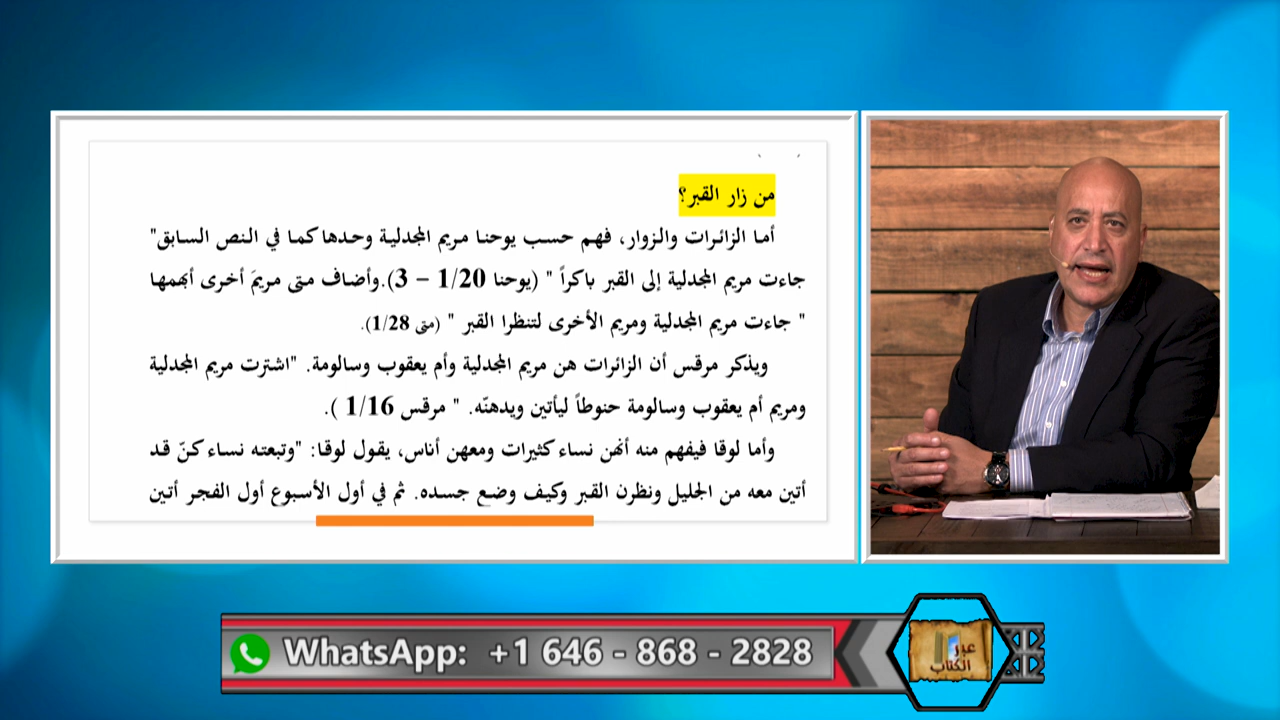 من زار القبر؟
أما الزائرات والزوار، فهم حسب يوحنا مريم المجدلية وحدها كما في النص السابق"
جاءت مريم المجدلية إلى القبر باكراً " (يوحنا 1/20 – 3).وأضاف متى مريمَ أخرى أبهمها
" جاءت مريم المجدلية ومريم الأخرى لتنظرا القبر " (متى 1/28).
ويذكر مرقس أن الزائرات هن مريم المجدلية وأم يعقوب وسالومة. "اشترت مريم المجدلية
ومريم أم يعقوب وسالومة حنوطاً ليأتين ويدهنّه. " مرقس 1/16 ).
وأما لوقا فيفهم منه أنهن نساء كثيرات ومعهن أناس، يقول لوقا: "وتبعته نساء كنّ قد
أتين معه من الجليل ونظرن القبر وكيف وضع جسده. ثم في أول الأسبوع أول الفجر أتين
WhatsApp: +1 646 - 868 - 2828
عبر
الكتاب